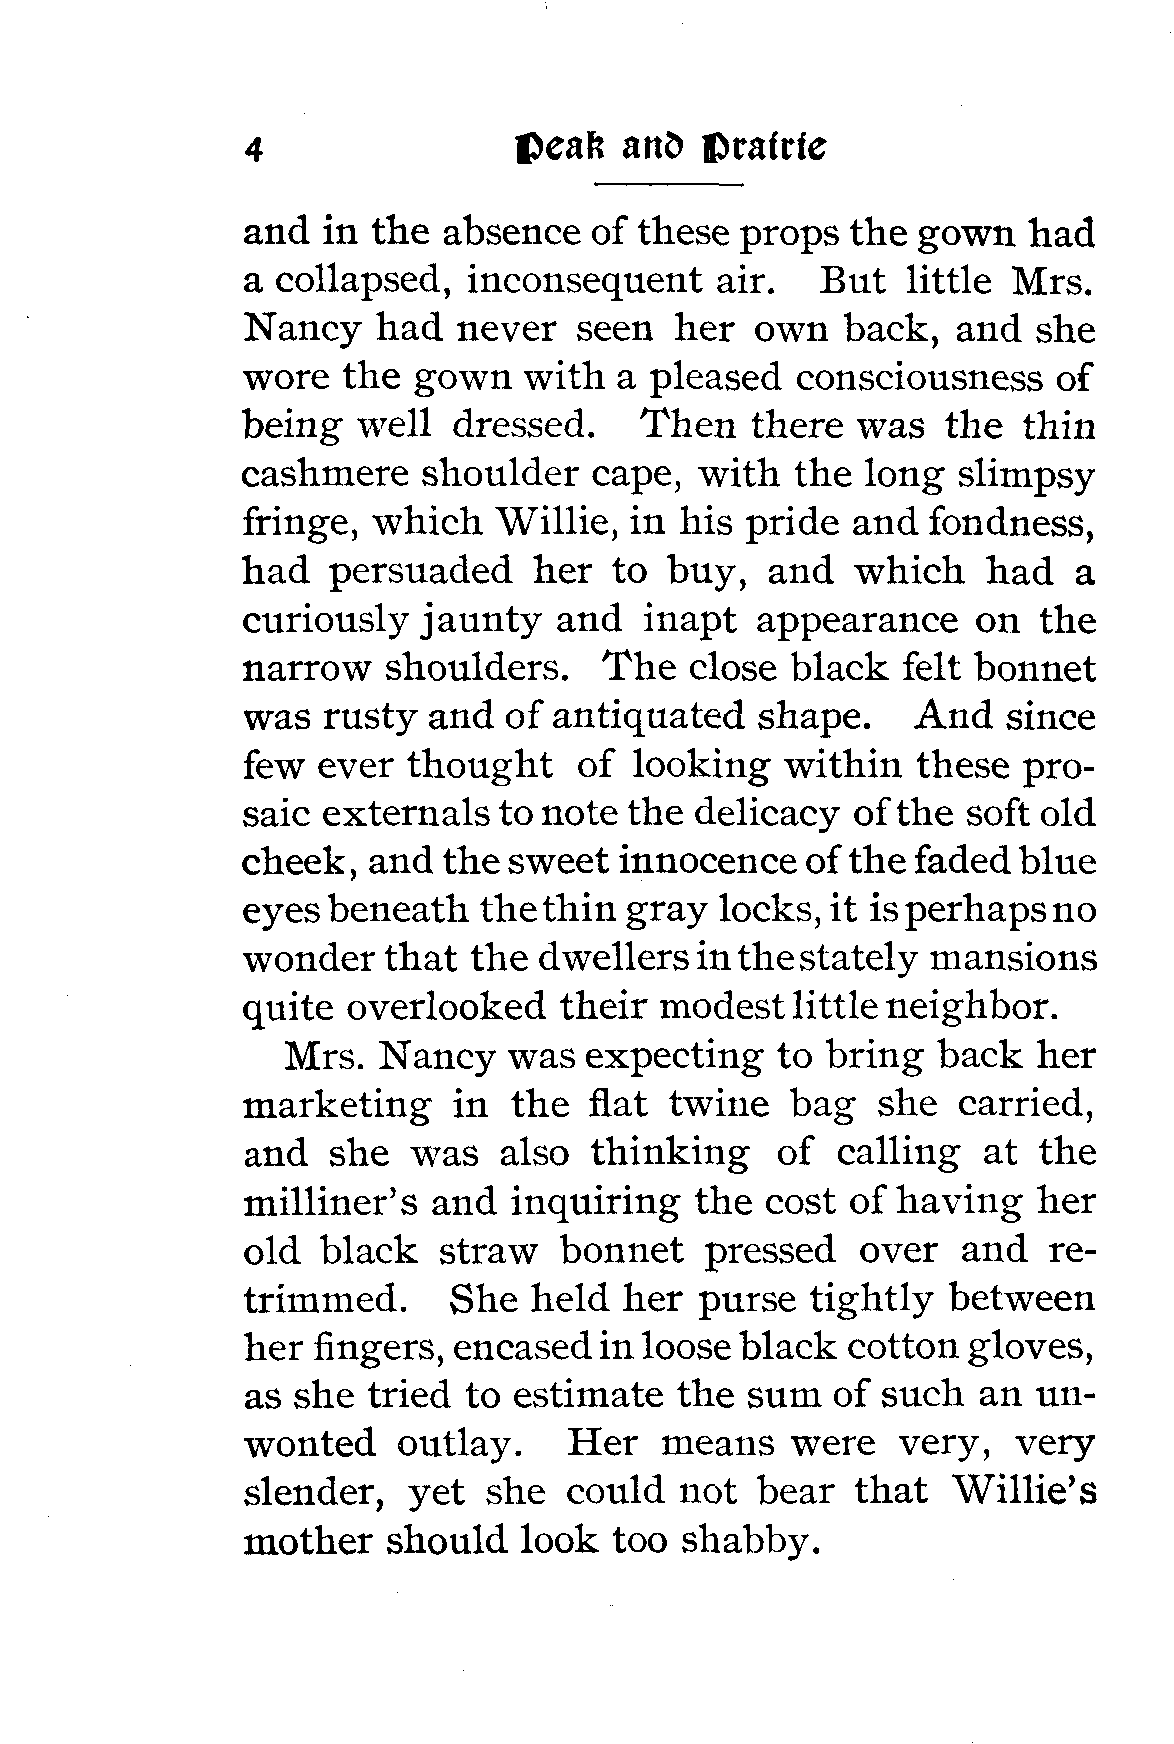 4 Peak and Prairie
and in the absence of these props the gown had
a collapsed, inconsequent air. But little Mrs.
Nancy had never seen her own back, and she
wore the gown with a pleased consciousness of
being well dressed. Then there was the thin
cashmere shoulder cape, with the long slimpsy
fringe, which Willie, in his pride and fondness,
had persuaded her to buy, and which had a
curiously jaunty and inapt appearance on the
narrow shoulders. The close black felt bonnet
was rusty and of antiquated shape. And since
few ever thought of looking within these pro-
saic externals to note the delicacy of the soft old
cheek, and the sweet innocence of the faded blue
eyes beneath the thin gray locks, it is perhaps no
wonder that the dwellers in the stately mansions
quite overlooked their modest little neighbor.
Mrs. Nancy was expecting to bring back her
marketing in the flat twine bag she carried,
and she was also thinking of calling at the
milliner's and inquiring the cost of having her
old black straw bonnet pressed over and re-
trimmed. She held her purse tightly between
her fingers, encased in loose black cotton gloves,
as she tried to estimate the sum of such an un-
wonted outlay. Her means were very, very
slender, yet she could not bear that Willie's
mother should look too shabby.